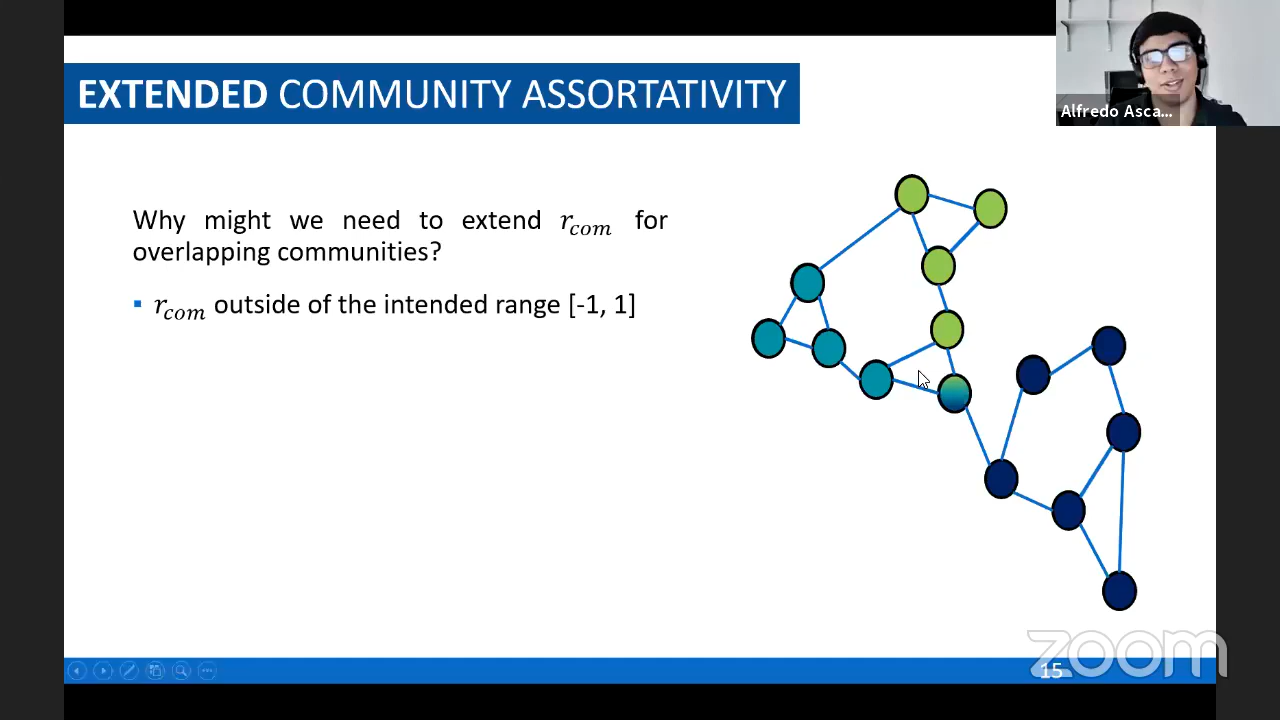 EXTENDED COMMUNITY ASSORTATIVITY
Alfredo Asca...
Why might we need to extend r_com for
overlapping communities?
▪ r_com outside of the intended range [-1, 1]
zoom
15